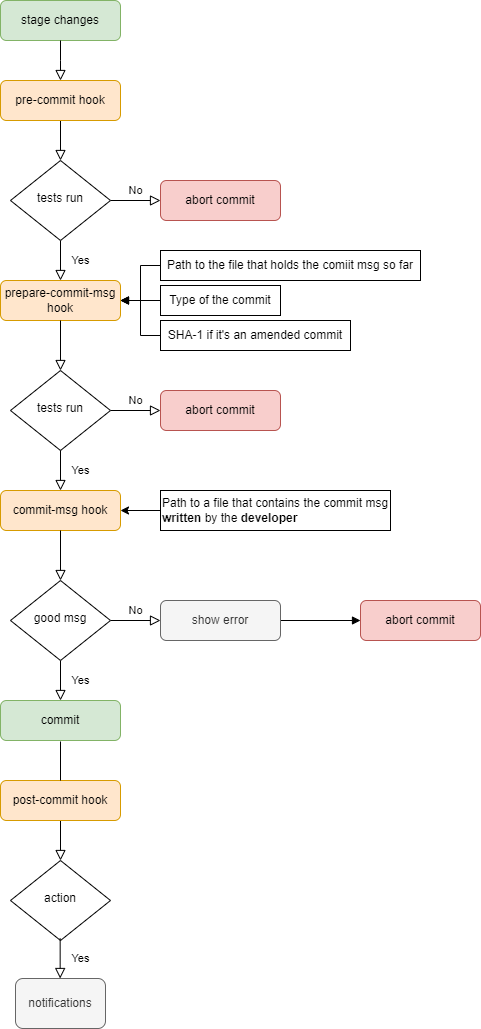 stage changes
pre-commit hook
tests run
No
abort commit
Yes
Path to the file that holds the comiit msg so far
prepare-commit-msg
hook
Type of the commit
SHA-1 if it's an amended commit
tests run
No
abort commit
Yes
commit-msg hook
Path to a file that contains the commit msg
written by the developer
good msg
No
show error
abort commit
Yes
commit
post-commit hook
action
Yes
notifications